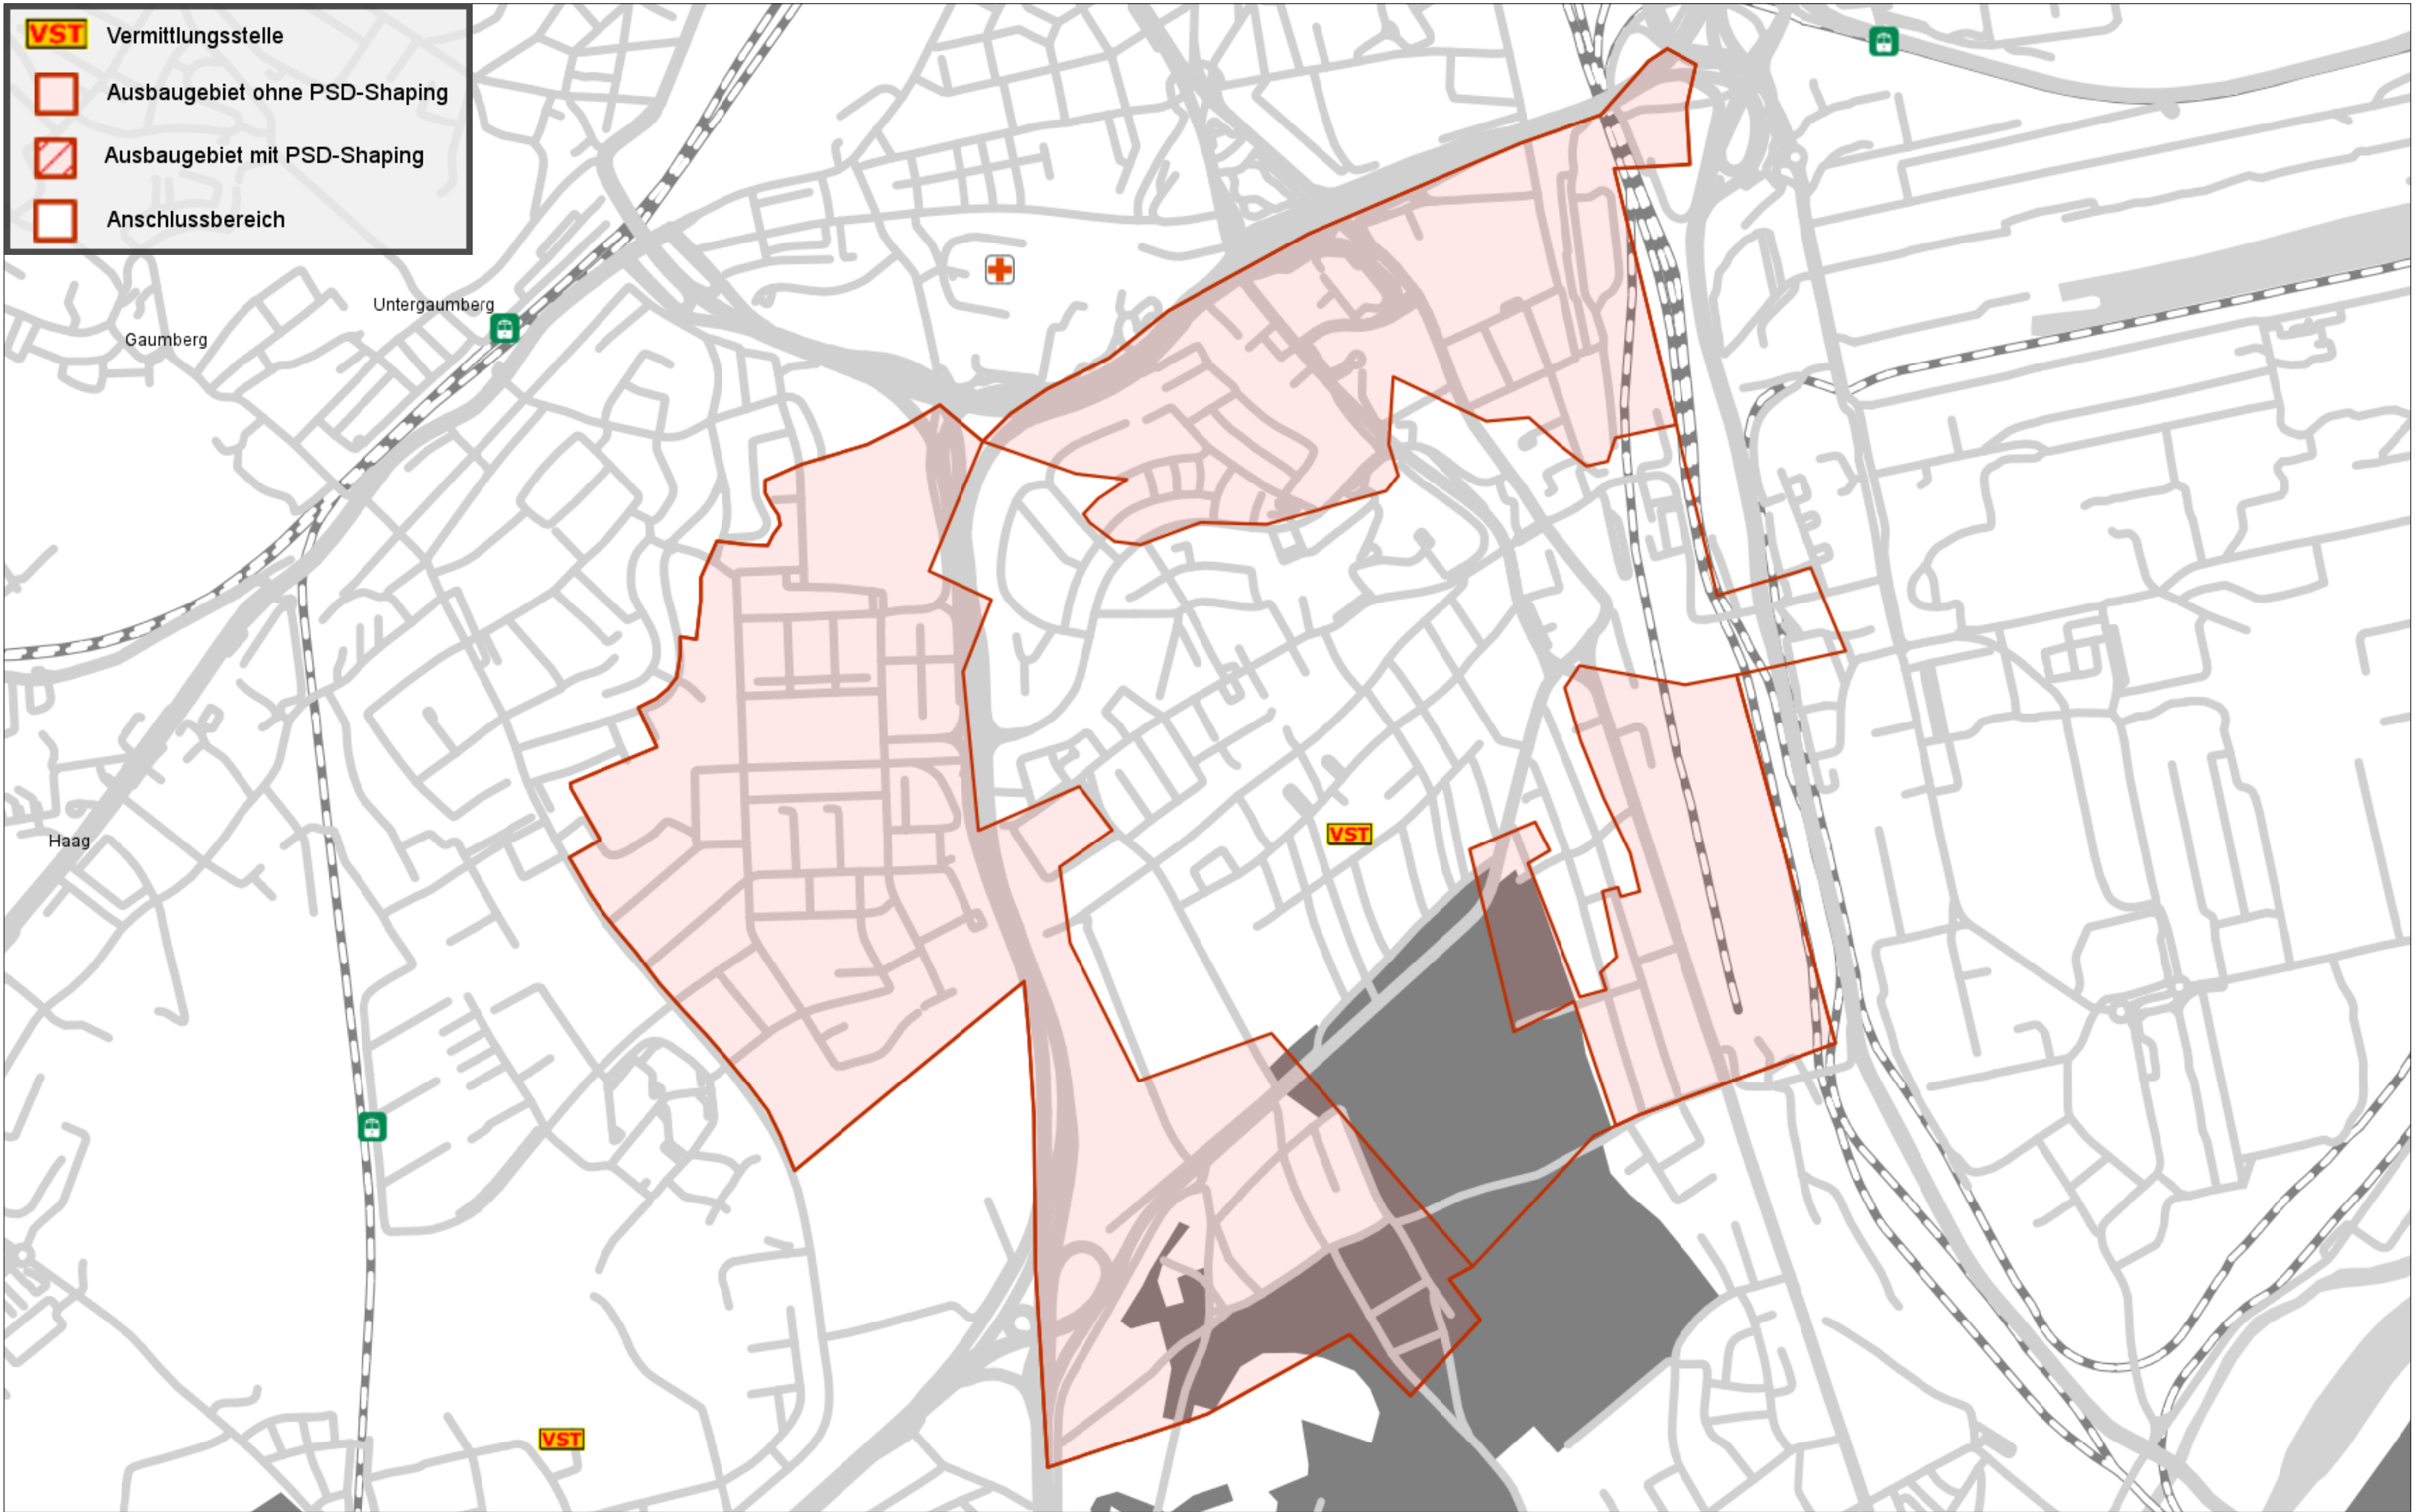 VST Vermittlungsstelle
Ausbaugebiet ohne PSD-Shaping
Ausbaugebiet mit PSD-Shaping
Anschlussbereich
Untergaumberg
Gaumberg
Haag
VST
VST